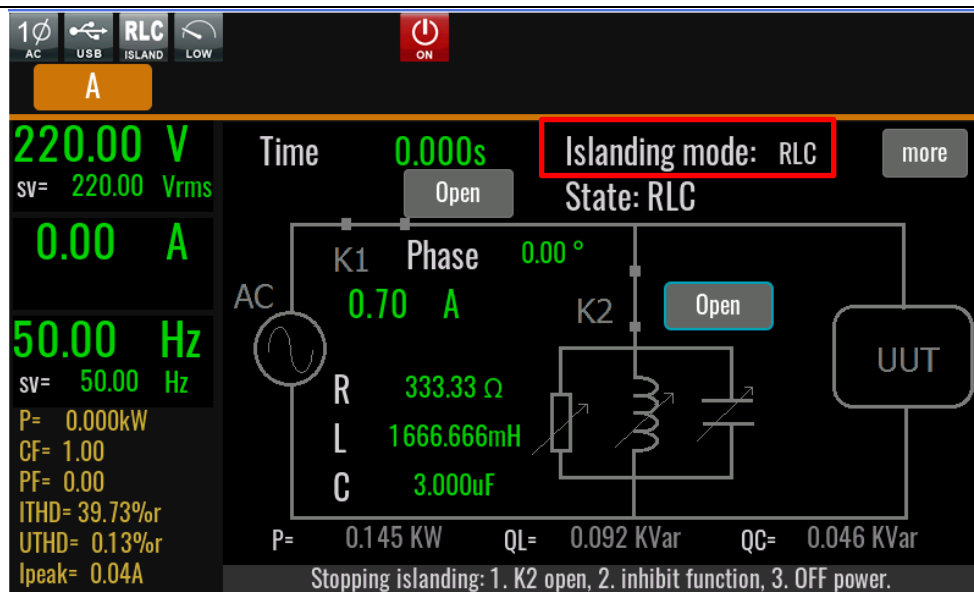 1Ø AC
USB
RLC ISLAND
LOW
ON
A
220.00 V
sv= 220.00 Vrms
0.00 A
50.00 Hz
sv= 50.00 Hz
P= 0.000kW
CF= 1.00
PF= 0.00
ITHD= 39.73%r
UTHD= 0.13%r
Ipeak= 0.04A
Time 0.000s
Islanding mode: RLC
more
Open
State: RLC
K1
Phase 0.00 °
AC
0.70 A
K2
Open
UUT
R 333.33 Ω
L 1666.666mH
C 3.000uF
P= 0.145 KW QL= 0.092 KVar QC= 0.046 KVar
Stopping islanding: 1. K2 open, 2. inhibit function, 3. OFF power.